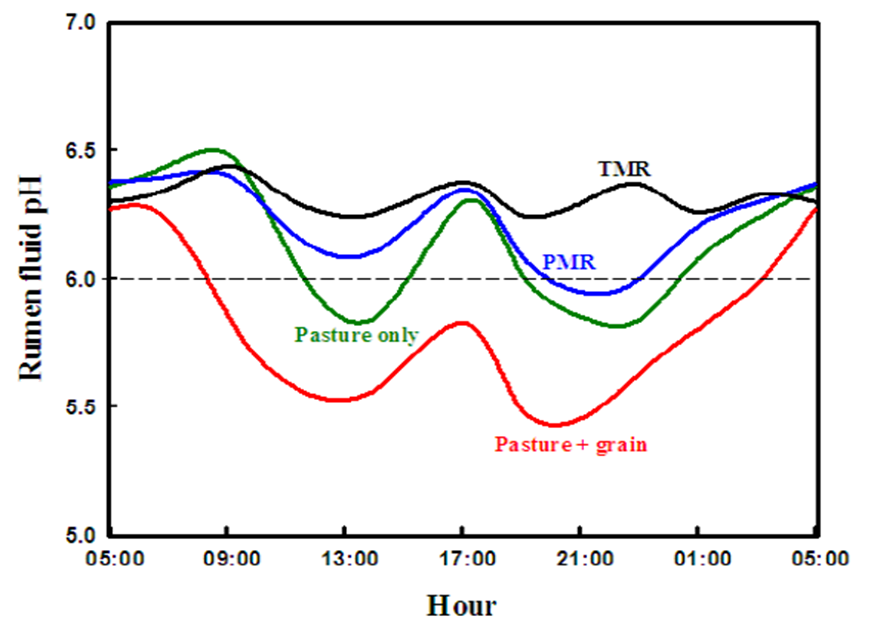 7.0
6.5
6.0
5.5
5.0
Rumen fluid pH
TMR
PMR
Pasture only
Pasture + grain
05:00 09:00 13:00 17:00 21:00 01:00 05:00
Hour